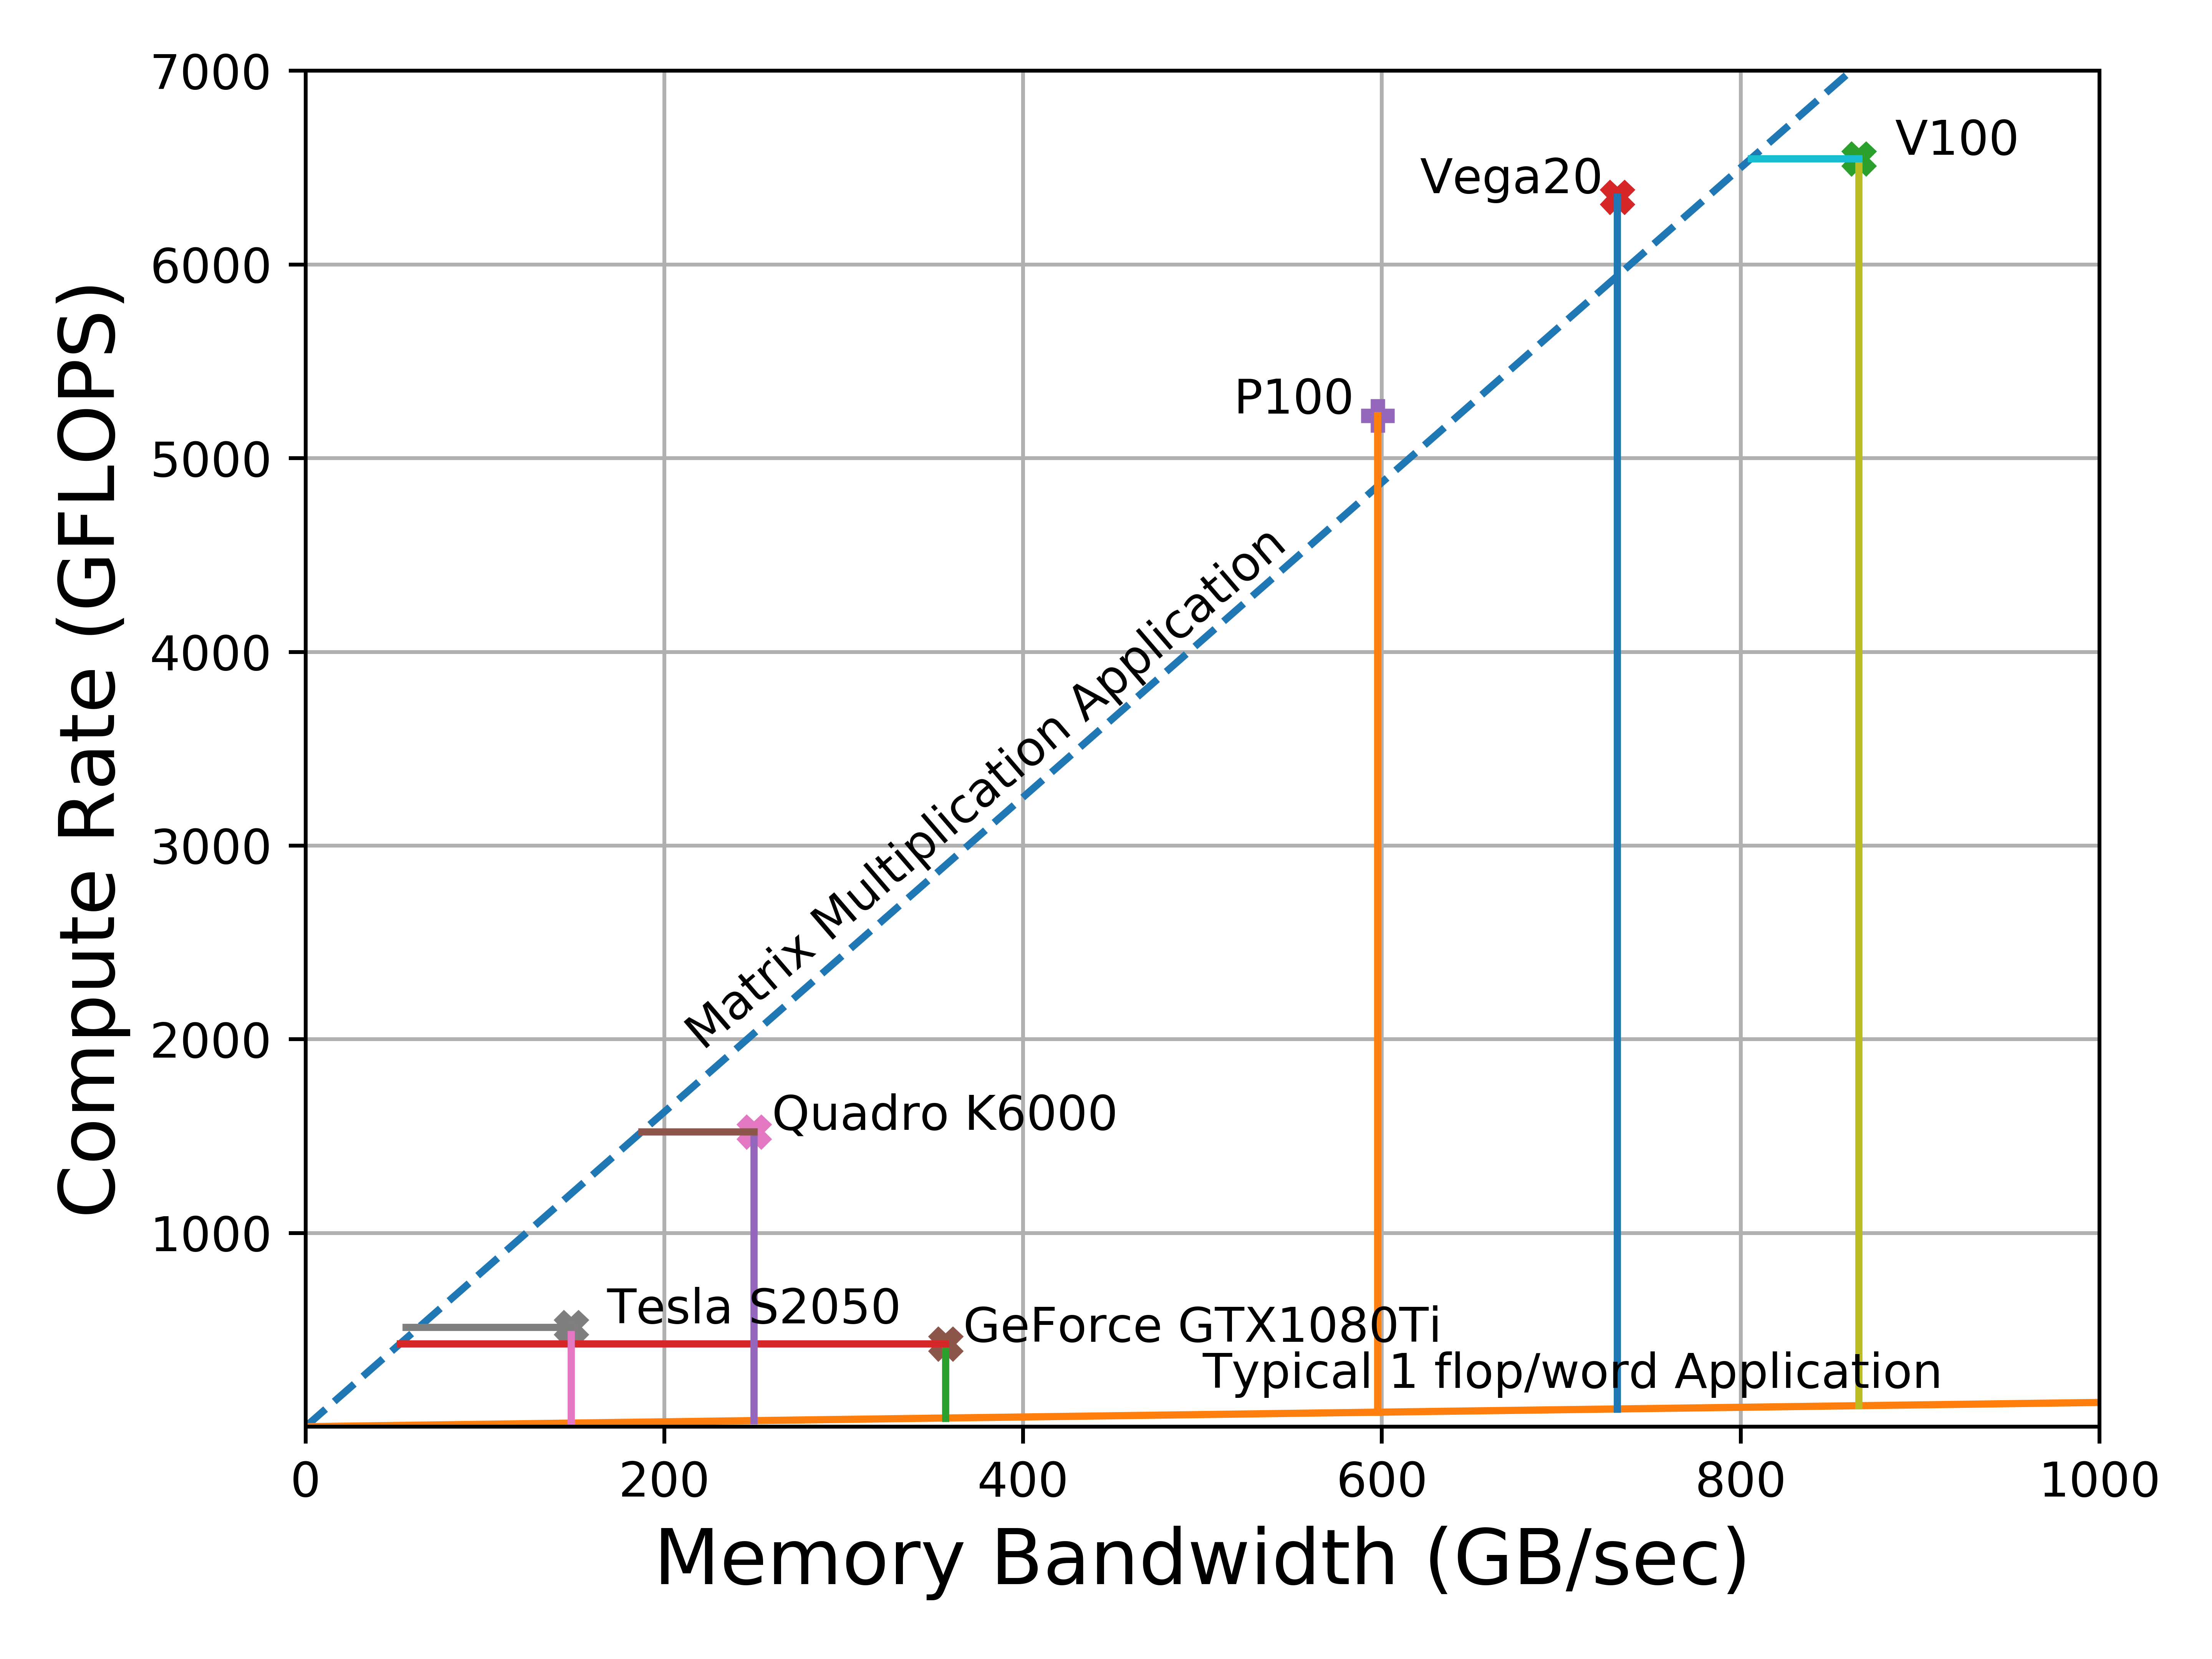 7000
6000
5000
4000
3000
2000
1000
Compute Rate (GFLOPS)
V100
Vega20
P100
Matrix Multiplication Application
Quadro K6000
Tesla S2050
GeForce GTX1080Ti
Typical 1 flop/word Application
0 200 400 600 800 1000
Memory Bandwidth (GB/sec)